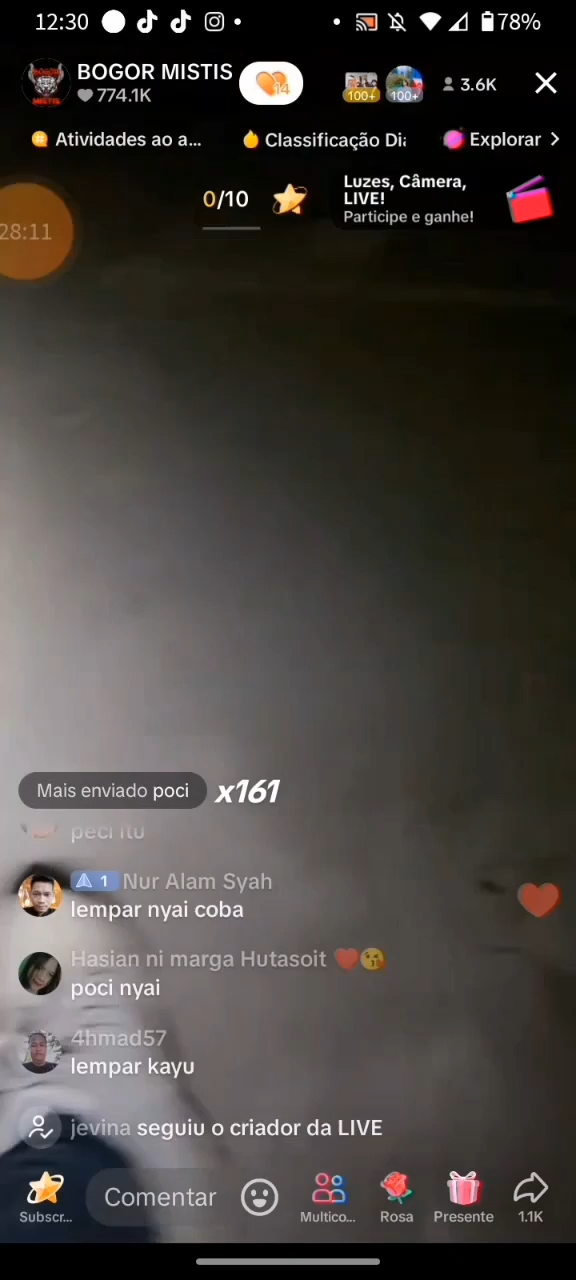 12:30
78%
BOGOR MISTIS
774.1K
14
100+
100+
3.6K
Atividades ao a...
Classificação Diá
Explorar
28:11
0/10
Luzes, Câmera,
LIVE!
Participe e ganhe!
Mais enviado poci x161
peci itu
1 Nur Alam Syah
lempar nyai coba
Hasian ni marga Hutasoit
poci nyai
4hmad57
lempar kayu
jevina seguiu o criador da LIVE
Comentar
Subscr...
Multico...
Rosa
Presente
1.1K